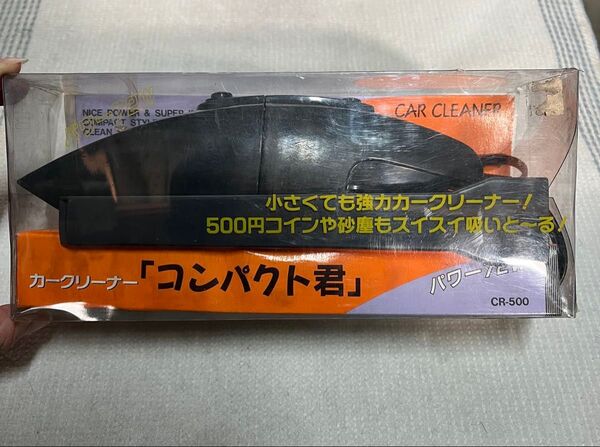 NICE POWER & SUPER
COMPACT STYLE
CLEAN
CAR CLEANER
小さくても強力カークリーナー!
500円コインや砂塵もスイスイ吸いと〜る!
カークリーナー「コンパクト君」
パワー
CR-500